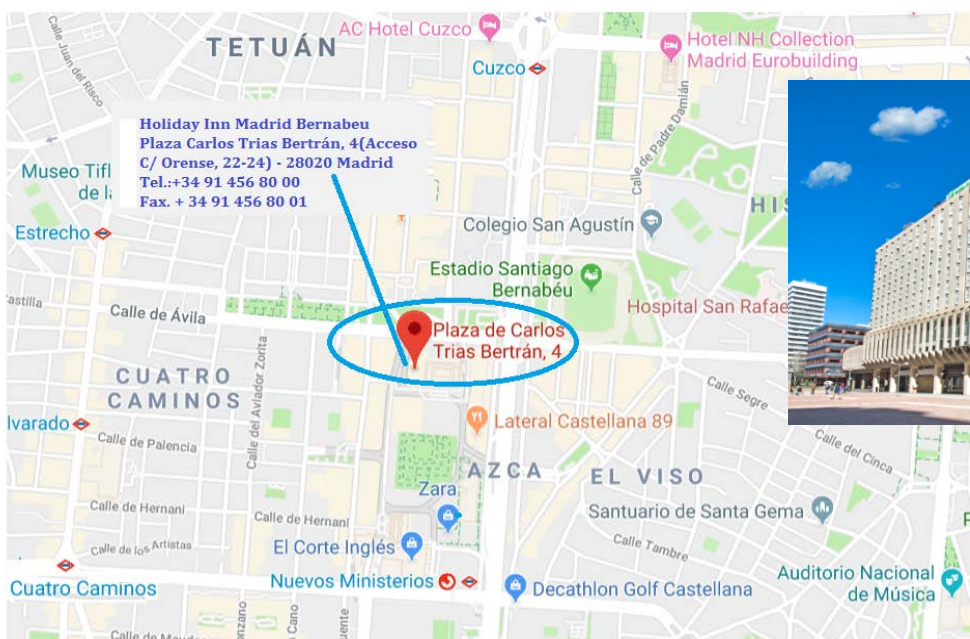 AC Hotel Cuzco
TETUÁN
Hotel NH Collection
Madrid Eurobuilding
Calle Juan del Risco
Cuzco
Calle de Padre Damián
Holiday Inn Madrid Bernabeu
Plaza Carlos Trias Bertrán, 4(Acceso
C/ Orense, 22-24) - 28020 Madrid
Tel.:+34 91 456 80 00
Fax. + 34 91 456 80 01
Museo Tifl
de la
HIS
Colegio San Agustín
Estrecho
Estadio Santiago
Bernabéu
Hospital San Rafae
astilla
Calle de Ávila
Plaza de Carlos
Trias Bertrán, 4
Calle del Aviador Zorita
CUATRO
CAMINOS
Calle Segre
lvarado
Lateral Castellana 89
Calle de Palencia
Calle del Cinca
AZCA
EL VISO
Zara
Calle de Hernani
Calle de Hernani
Santuario de Santa Gema
Calle de los Artistas
El Corte Inglés
Calle Tambre
Cuatro Caminos
Nuevos Ministerios
Decathlon Golf Castellana
Auditorio Nacional
de Música